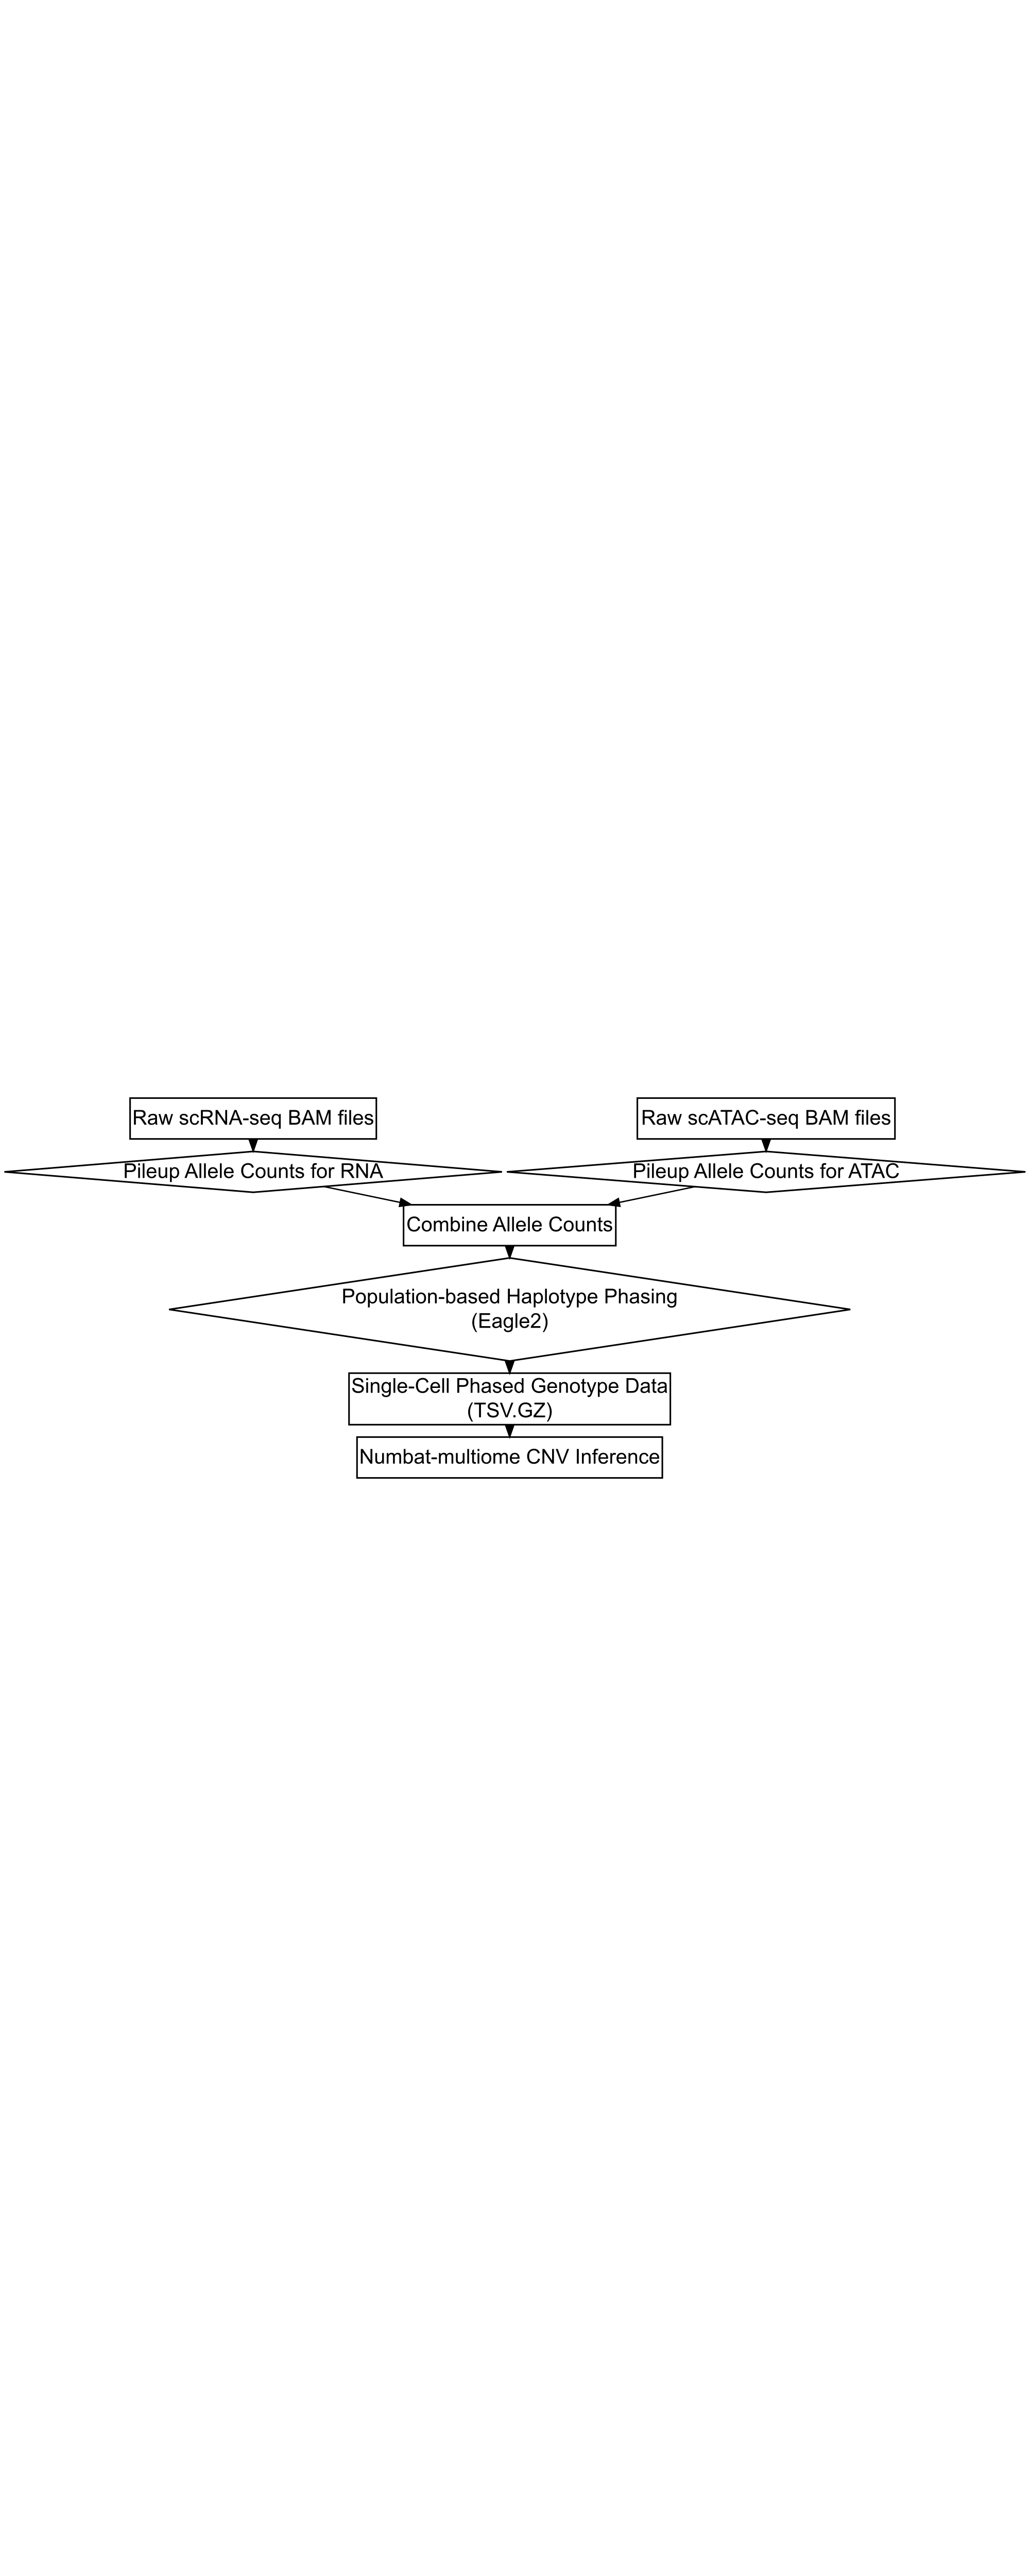 Raw scRNA-seq BAM files
Raw scATAC-seq BAM files
Pileup Allele Counts for RNA
Pileup Allele Counts for ATAC
Combine Allele Counts
Population-based Haplotype Phasing
(Eagle2)
Single-Cell Phased Genotype Data
(TSV.GZ)
Numbat-multiome CNV Inference